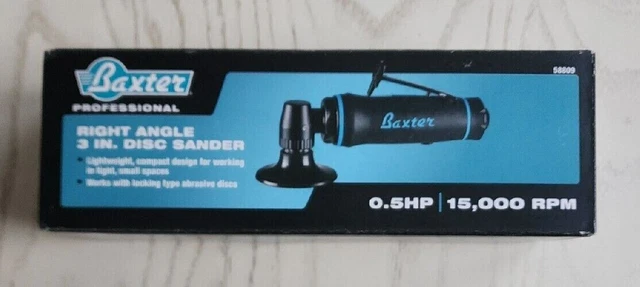 Baxter
PROFESSIONAL
58809
RIGHT ANGLE
3 IN. DISC SANDER
• Lightweight, compact design for working
in tight, small spaces
• Works with locking type abrasive discs
Baxter
0.5HP | 15,000 RPM